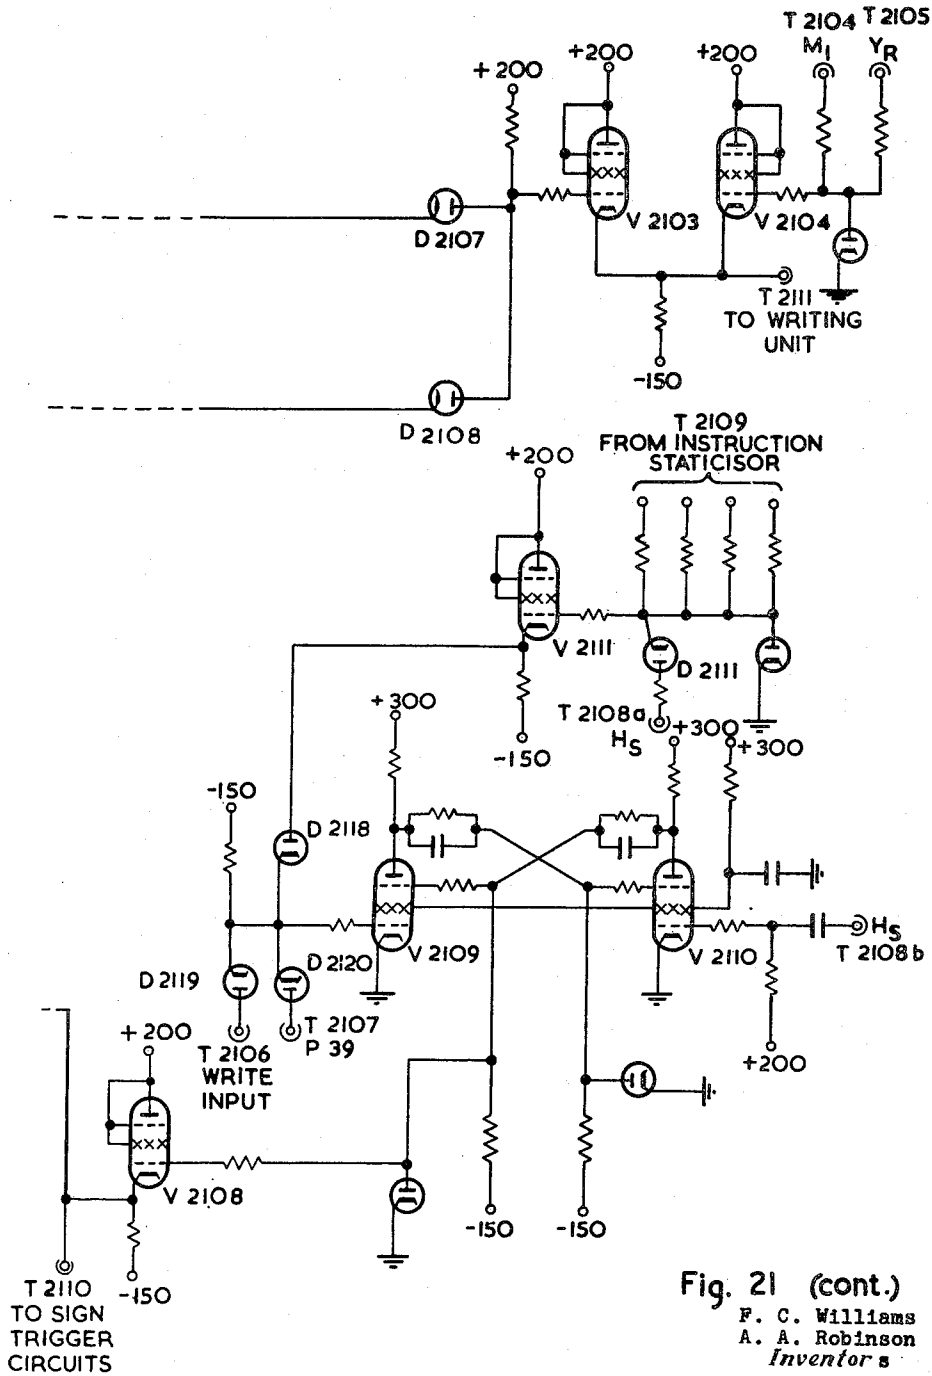 T 2104 T 2105
M1 YR
+200 +200 +200
D 2107
V 2103 V 2104
T 2111
TO WRITING
UNIT
-150
D 2108
T 2109
FROM INSTRUCTION
STATICISOR
+200
V 2111
D 2111
T 2108a
HS
-150
+300 +300 +300
-150
D 2118
V 2109 V 2110
HS
T 2108b
D 2119 D 2120
T 2107
P 39
T 2106
WRITE
INPUT
+200
+200
V 2108
-150 -150
-150
T 2110
TO SIGN
TRIGGER
CIRCUITS
Fig. 21 (cont.)
F. C. Williams
A. A. Robinson
Inventors